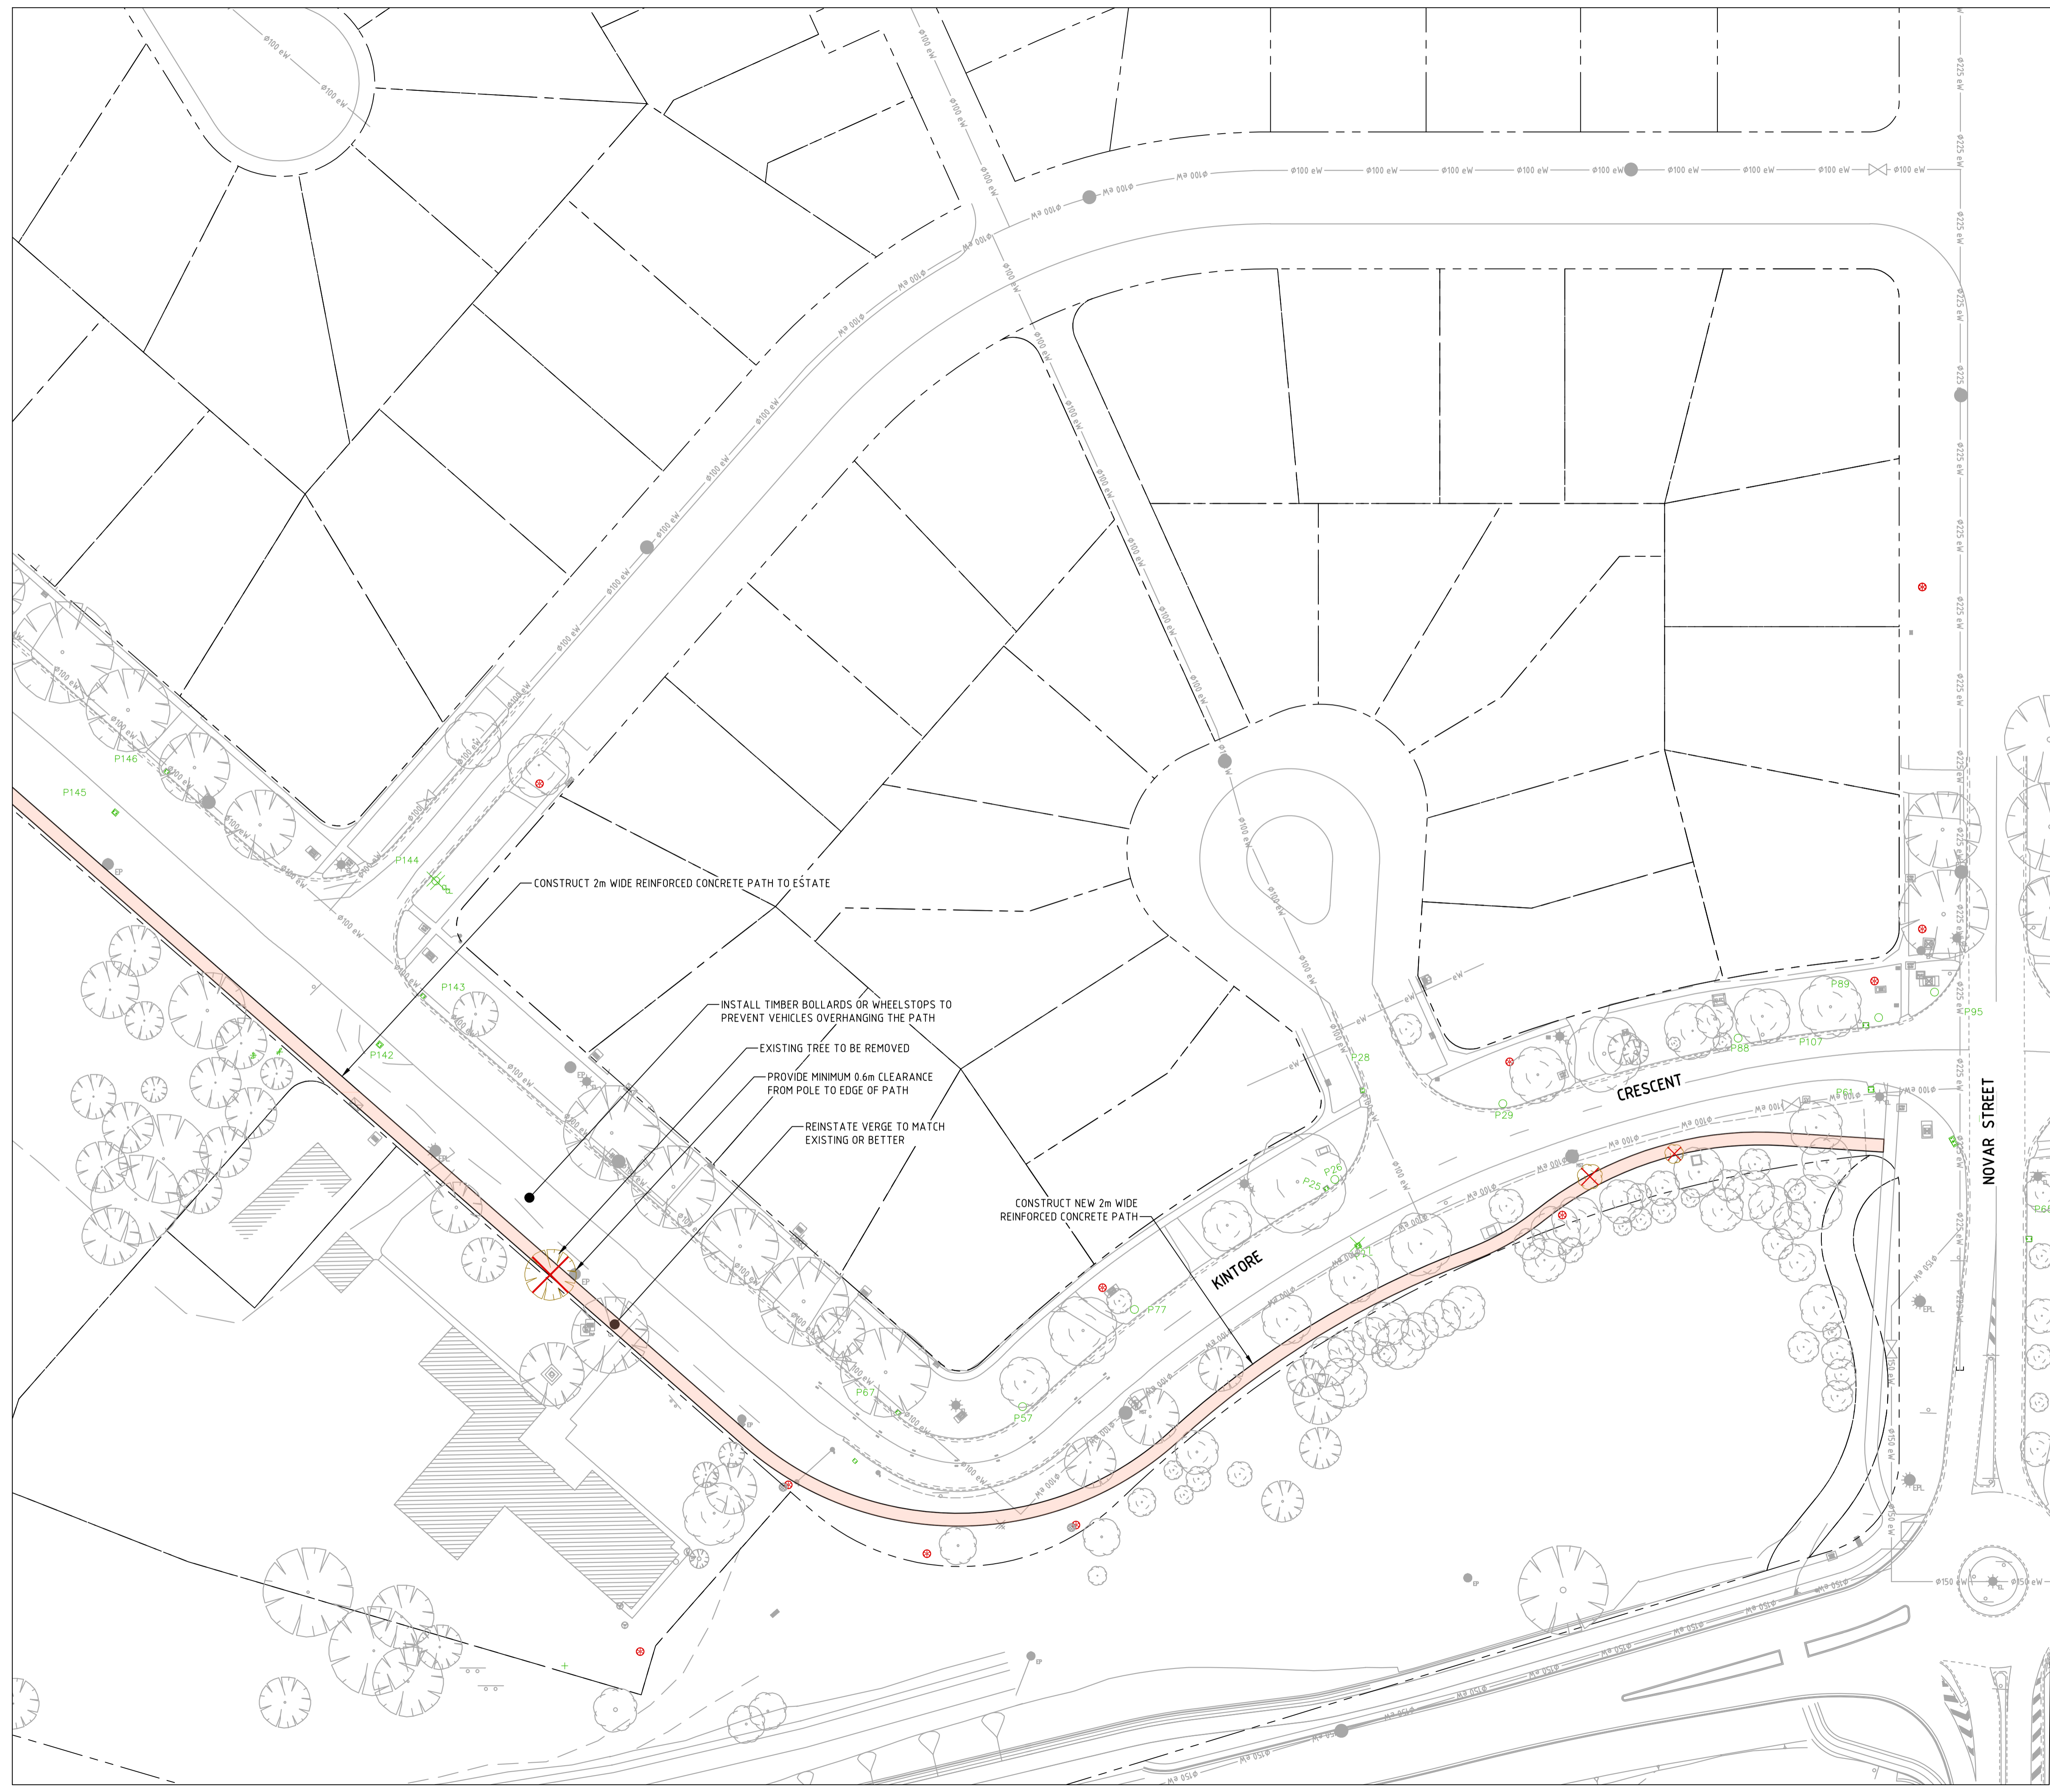 Ø100 eW
Ø225 eW
P146
P145
P144
EP
CONSTRUCT 2m WIDE REINFORCED CONCRETE PATH TO ESTATE
P143
P142
INSTALL TIMBER BOLLARDS OR WHEELSTOPS TO
PREVENT VEHICLES OVERHANGING THE PATH
EXISTING TREE TO BE REMOVED
PROVIDE MINIMUM 0.6m CLEARANCE
FROM POLE TO EDGE OF PATH
REINSTATE VERGE TO MATCH
EXISTING OR BETTER
CONSTRUCT NEW 2m WIDE
REINFORCED CONCRETE PATH
KINTORE
CRESCENT
NOVAR STREET
P89
P95
P88
P107
P28
P29
P61
P26
P25
P77
P67
P57
eW
EPL
EL
Ø150 eW